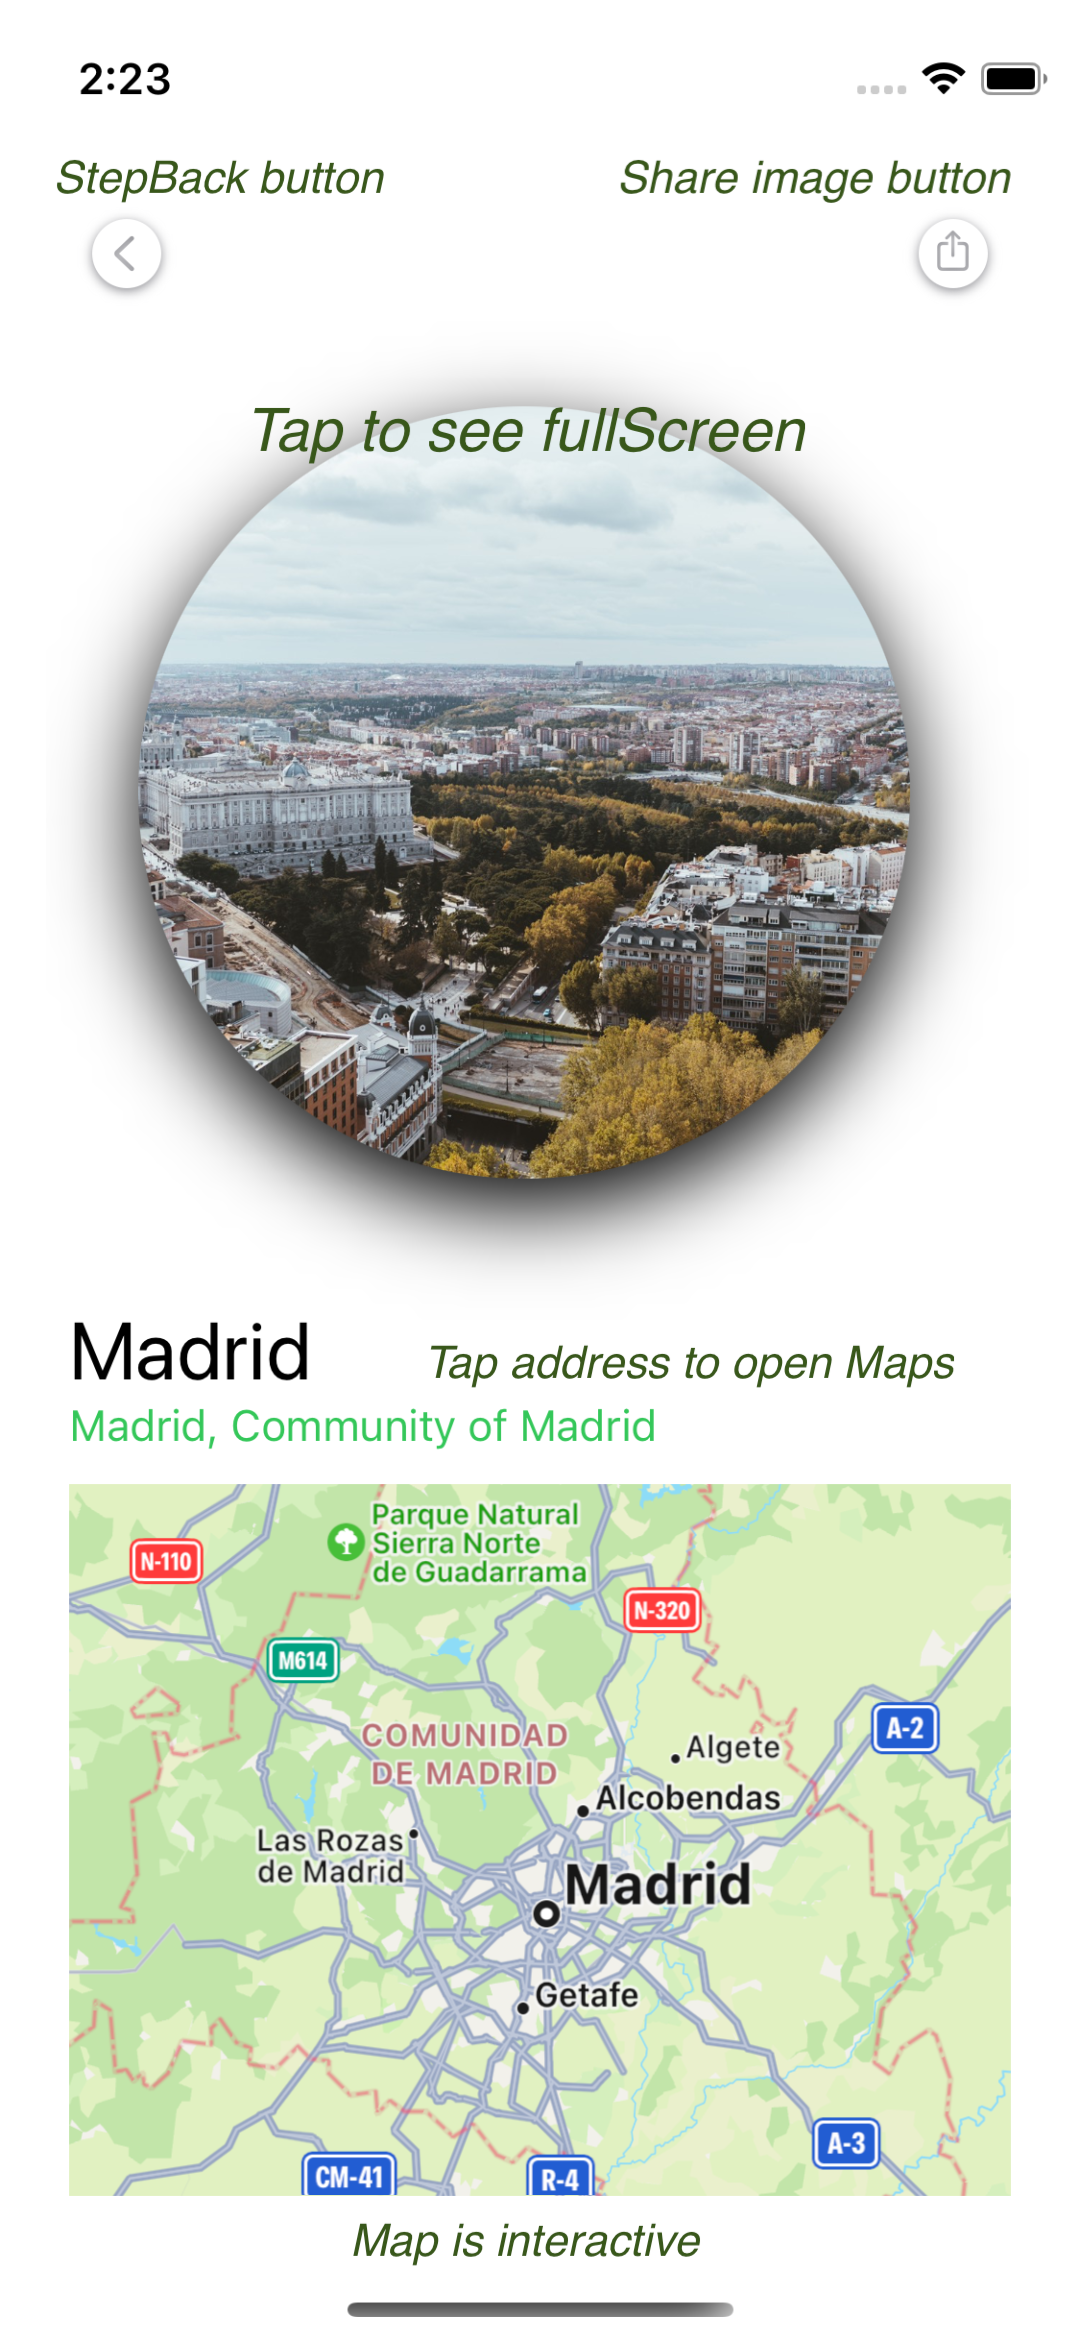 2:23
StepBack button
Share image button
Tap to see fullScreen
Madrid
Tap address to open Maps
Madrid, Community of Madrid
Parque Natural
Sierra Norte
de Guadarrama
N-110
N-320
M614
A-2
COMUNIDAD
DE MADRID
Algete
Alcobendas
Las Rozas
de Madrid
Madrid
Getafe
A-3
CM-41
R-4
Map is interactive